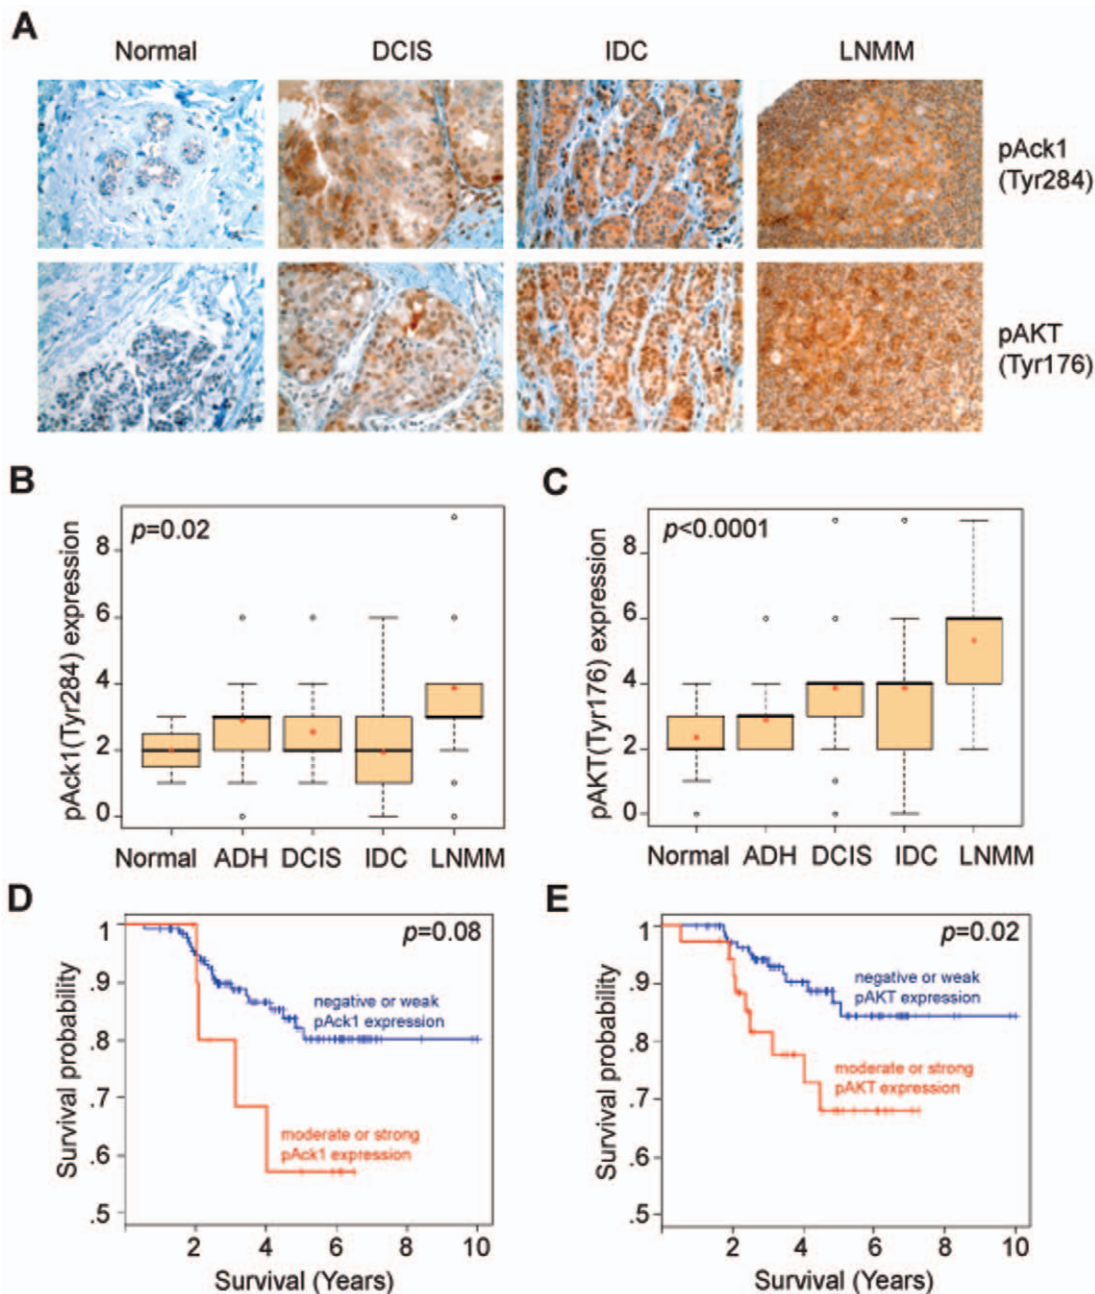 A
Normal DCIS IDC LNMM
pAck1
(Tyr284)
pAKT
(Tyr176)
B
p=0.02
pAck1(Tyr284) expression
8
6
4
2
0
Normal ADH DCIS IDC LNMM
C
p<0.0001
pAKT(Tyr176) expression
8
6
4
2
0
Normal ADH DCIS IDC LNMM
D
p=0.08
Survival probability
1
.9
.8
.7
.6
.5
negative or weak
pAck1 expression
moderate or strong
pAck1 expression
2 4 6 8 10
Survival (Years)
E
p=0.02
Survival probability
1
.9
.8
.7
.6
.5
negative or weak
pAKT expression
moderate or strong
pAKT expression
2 4 6 8 10
Survival (Years)